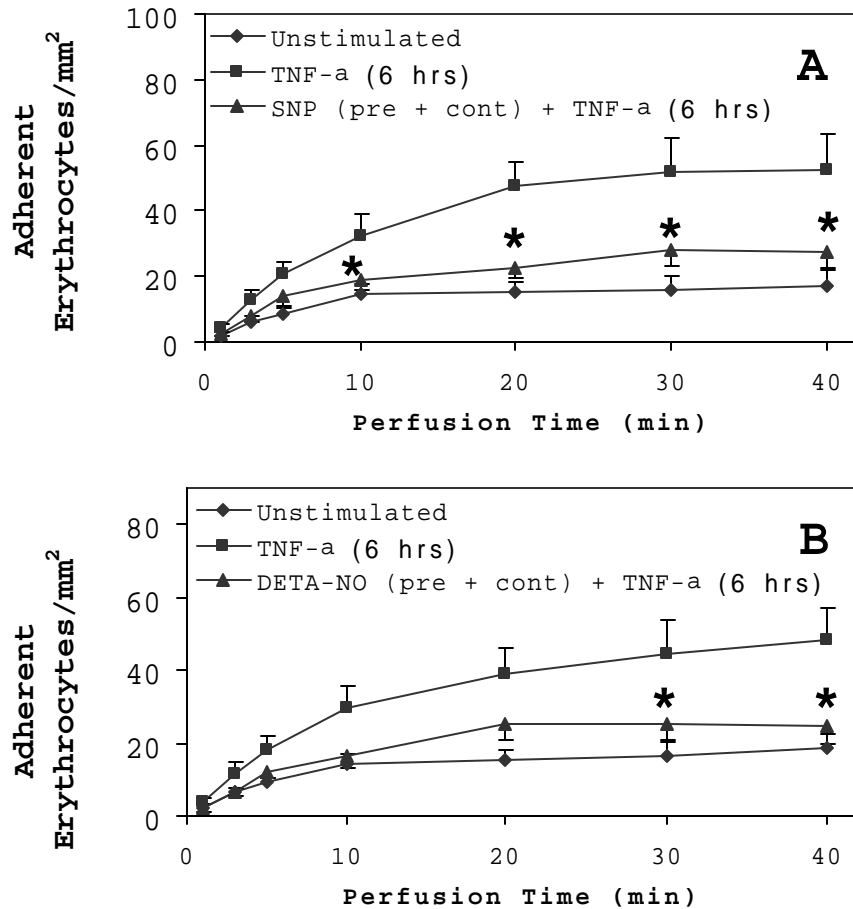 100
80
60
40
20
0
Adherent
Erythrocytes/mm²
Unstimulated
TNF-a (6 hrs)
SNP (pre + cont) + TNF-a (6 hrs)
A
*
*
*
*
0 10 20 30 40
Perfusion Time (min)
80
60
40
20
0
Adherent
Erythrocytes/mm²
Unstimulated
TNF-a (6 hrs)
DETA-NO (pre + cont) + TNF-a (6 hrs)
B
*
*
0 10 20 30 40
Perfusion Time (min)